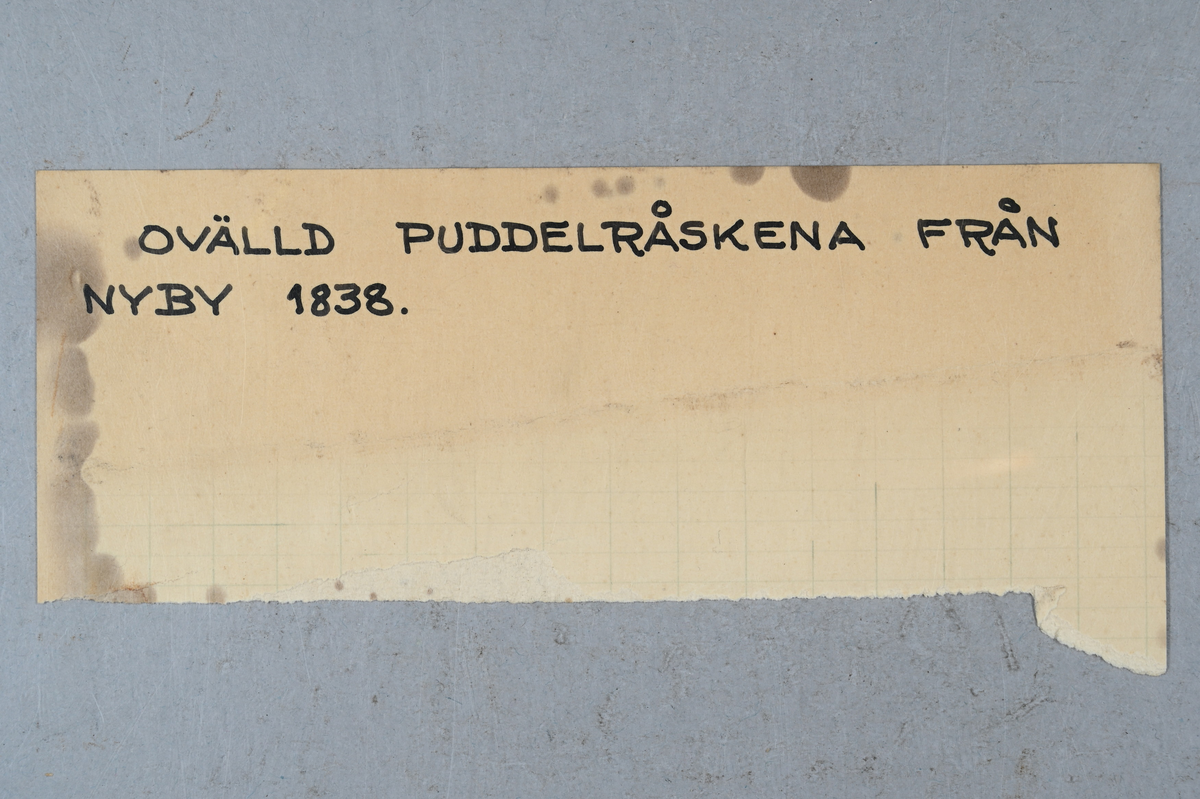 OVÄLLD PUDDELRÅSKENA FRÅN
NYBY 1838.